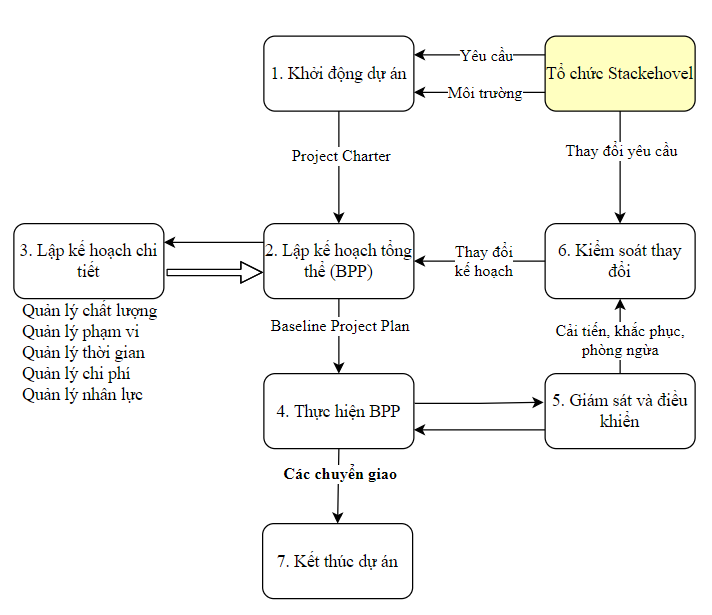 1. Khởi động dự án
Yêu cầu
Môi trường
Tổ chức Stackehovel
Project Charter
Thay đổi yêu cầu
3. Lập kế hoạch chi
tiết
2. Lập kế hoạch tổng
thể (BPP)
Thay đổi
kế hoạch
6. Kiểm soát thay
đổi
Quản lý chất lượng
Quản lý phạm vi
Quản lý thời gian
Quản lý chi phí
Quản lý nhân lực
Baseline Project Plan
Cải tiến, khắc phục,
phòng ngừa
4. Thực hiện BPP
5. Giám sát và điều
khiển
Các chuyển giao
7. Kết thúc dự án